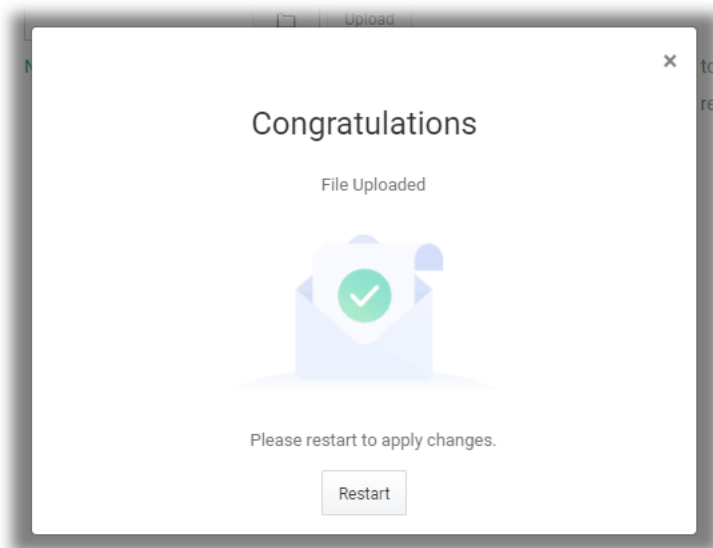 Upload
×
Congratulations
File Uploaded
Please restart to apply changes.
Restart